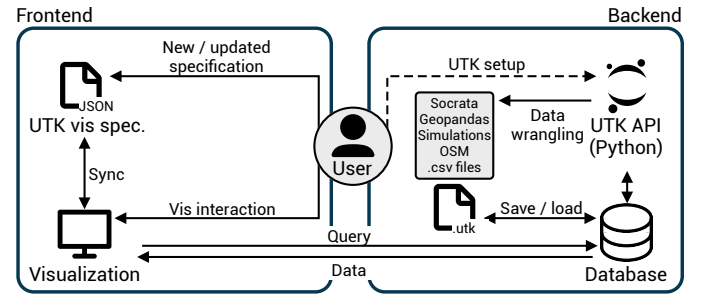 Frontend
Backend
New / updated
specification
JSON
UTK vis spec.
Sync
Vis interaction
Visualization
User
UTK setup
Socrata
Geopandas
Simulations
OSM
.csv files
Data
wrangling
UTK API
(Python)
.utk
Save / load
Query
Data
Database